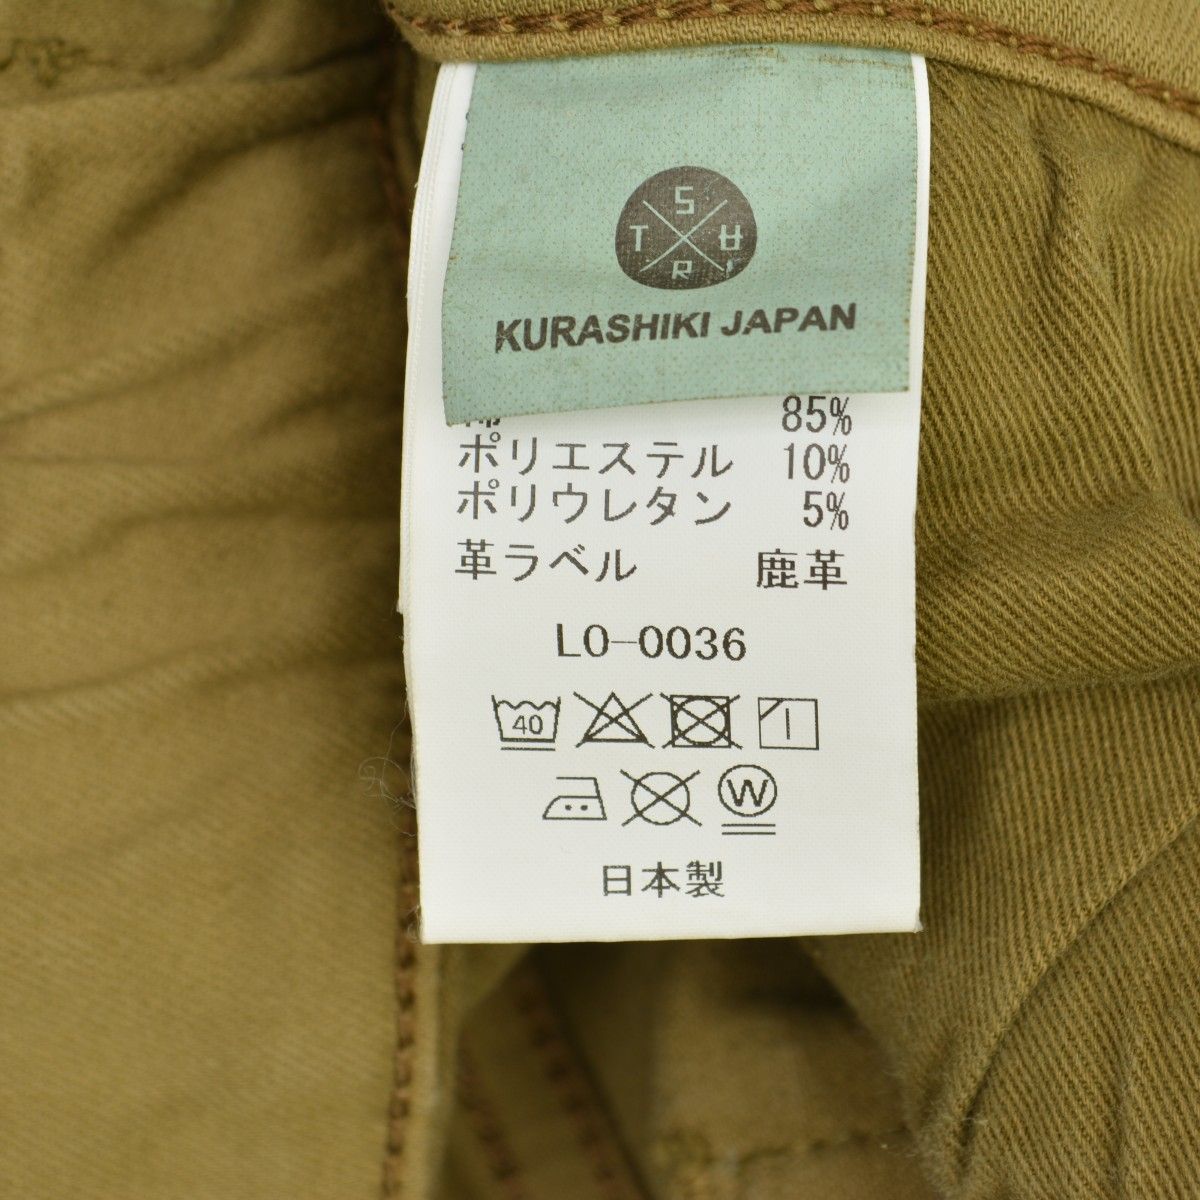 S
T H
R
KURASHIKI JAPAN
85%
ポリエステル 10%
ポリウレタン 5%
革ラベル 鹿革
LO-0036
40
W
日本製